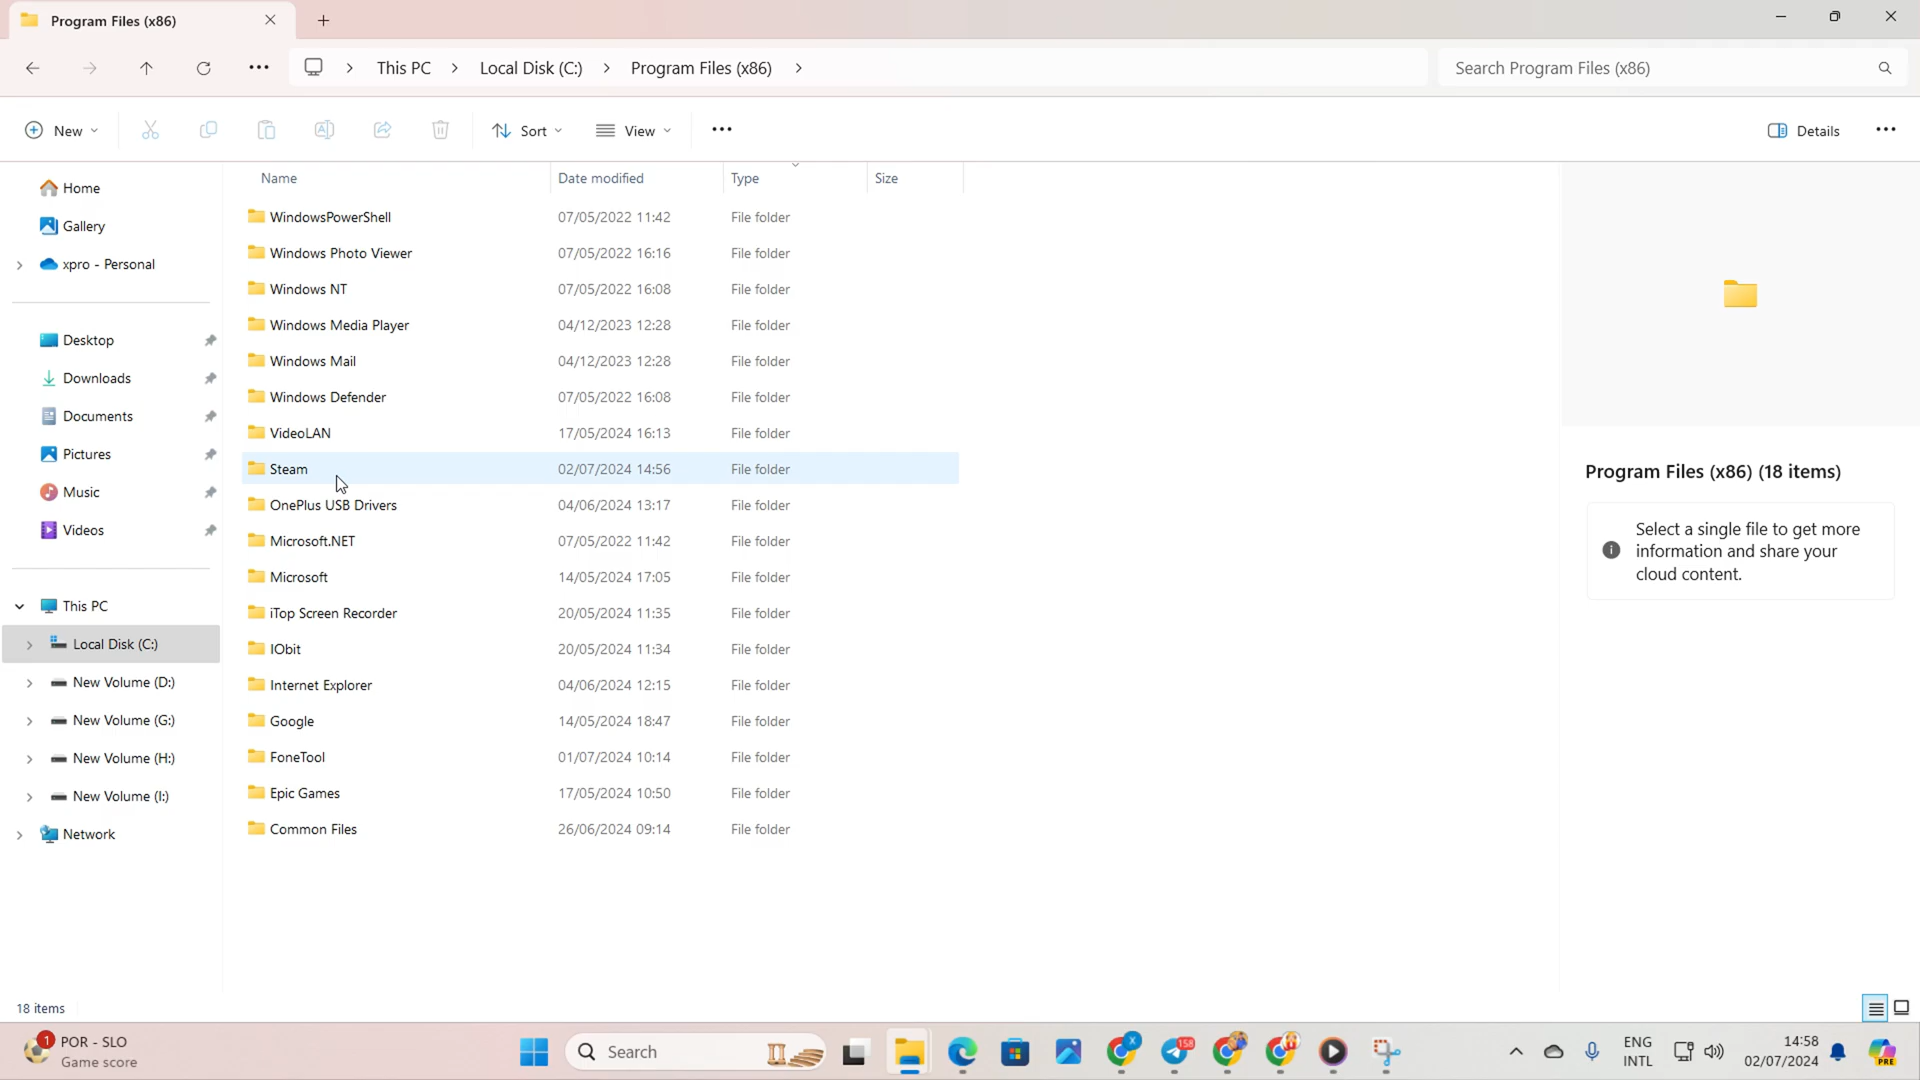 Program Files (x86)
This PC > Local Disk (C:) > Program Files (x86) >
Search Program Files (x86)
New
Sort
View
Details
Home
Gallery
xpro - Personal
Desktop
Downloads
Documents
Pictures
Music
Videos
This PC
Local Disk (C:)
New Volume (D:)
New Volume (G:)
New Volume (H:)
New Volume (I:)
Network
Name Date modified Type Size
WindowsPowerShell 07/05/2022 11:42 File folder
Windows Photo Viewer 07/05/2022 16:16 File folder
Windows NT 07/05/2022 16:08 File folder
Windows Media Player 04/12/2023 12:28 File folder
Windows Mail 04/12/2023 12:28 File folder
Windows Defender 07/05/2022 16:08 File folder
VideoLAN 17/05/2024 16:13 File folder
Steam 02/07/2024 14:56 File folder
OnePlus USB Drivers 04/06/2024 13:17 File folder
Microsoft.NET 07/05/2022 11:42 File folder
Microsoft 14/05/2024 17:05 File folder
iTop Screen Recorder 20/05/2024 11:35 File folder
IObit 20/05/2024 11:34 File folder
Internet Explorer 04/06/2024 12:15 File folder
Google 14/05/2024 18:47 File folder
FoneTool 01/07/2024 10:14 File folder
Epic Games 17/05/2024 10:50 File folder
Common Files 26/06/2024 09:14 File folder
Program Files (x86) (18 items)
Select a single file to get more
information and share your
cloud content.
18 items
1
POR - SLO
Game score
Search
X
158
ENG
INTL
14:58
02/07/2024
PRE